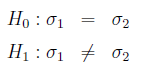 H₀ : σ₁ = σ₂
H₁ : σ₁ ≠ σ₂